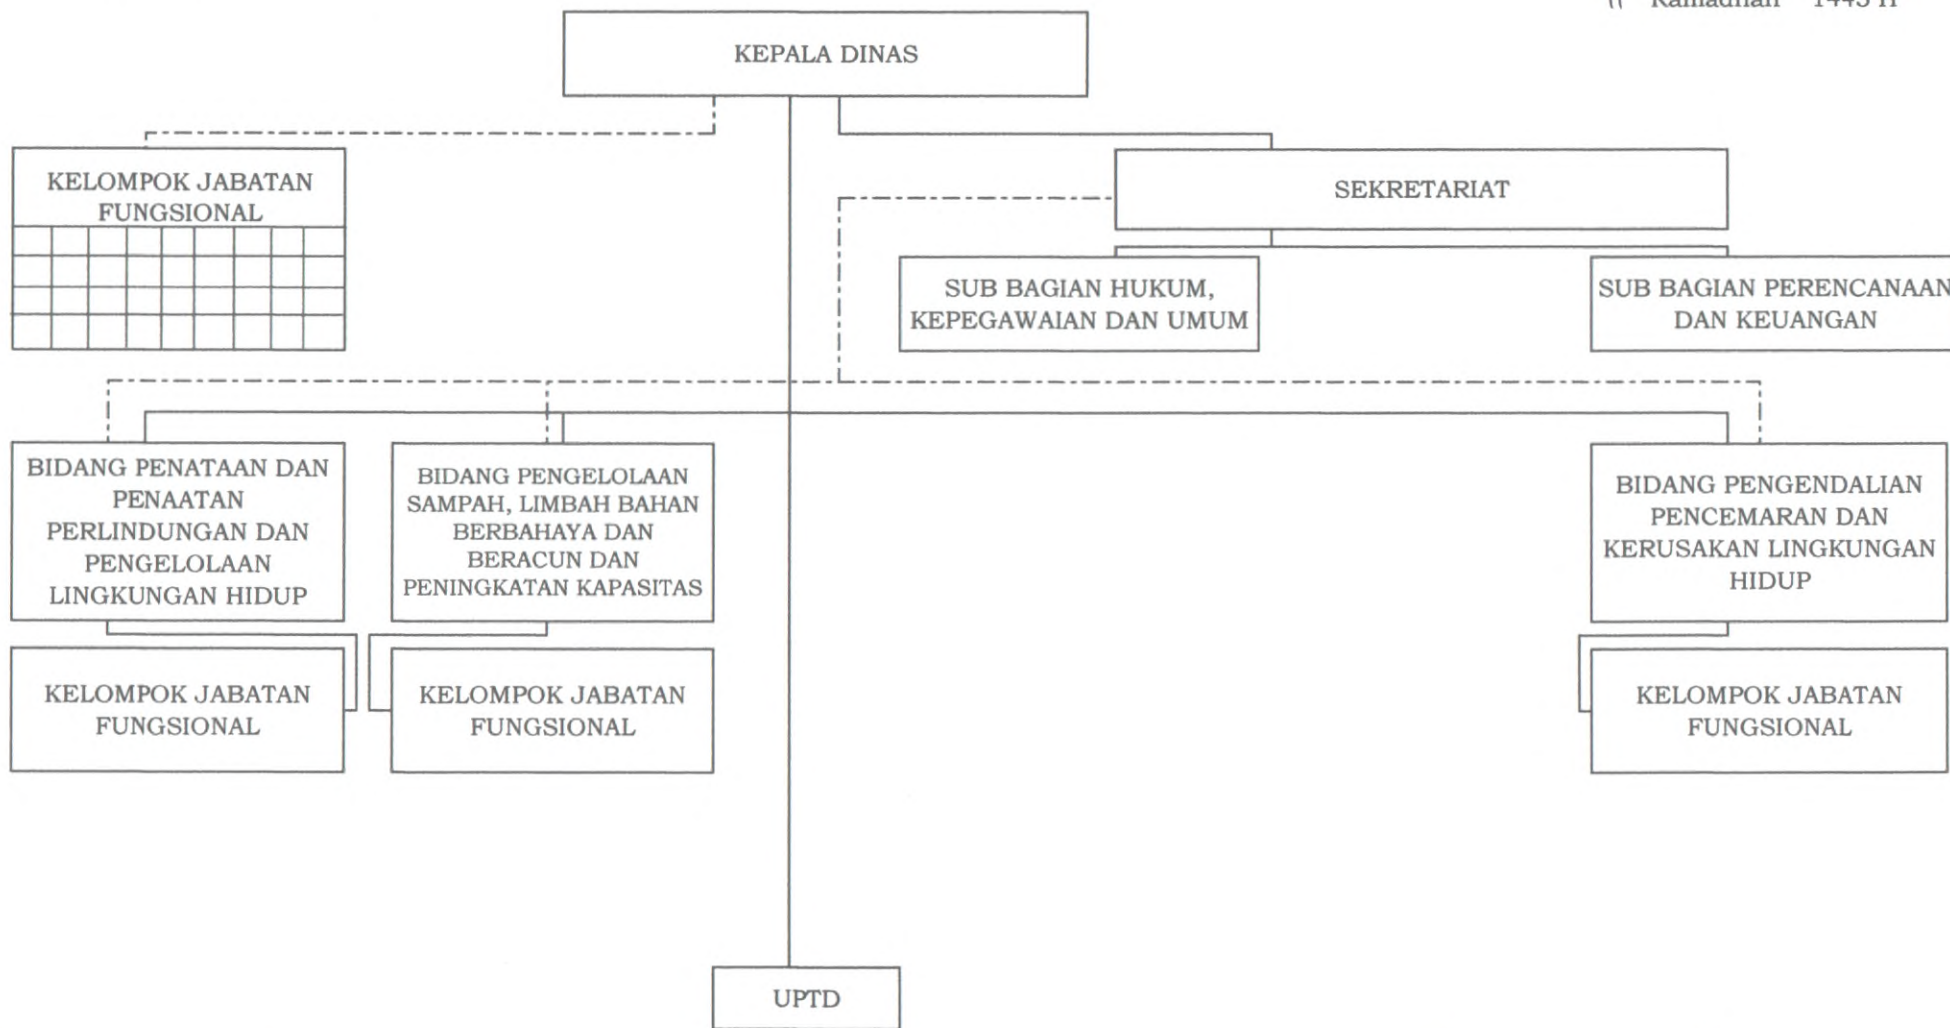 Ramadhan 1443 H
KEPALA DINAS
KELOMPOK JABATAN
FUNGSIONAL
SEKRETARIAT
SUB BAGIAN HUKUM,
KEPEGAWAIAN DAN UMUM
SUB BAGIAN PERENCANAAN
DAN KEUANGAN
BIDANG PENATAAN DAN
PENAATAN
PERLINDUNGAN DAN
PENGELOLAAN
LINGKUNGAN HIDUP
BIDANG PENGELOLAAN
SAMPAH, LIMBAH BAHAN
BERBAHAYA DAN
BERACUN DAN
PENINGKATAN KAPASITAS
BIDANG PENGENDALIAN
PENCEMARAN DAN
KERUSAKAN LINGKUNGAN
HIDUP
KELOMPOK JABATAN
FUNGSIONAL
KELOMPOK JABATAN
FUNGSIONAL
KELOMPOK JABATAN
FUNGSIONAL
UPTD